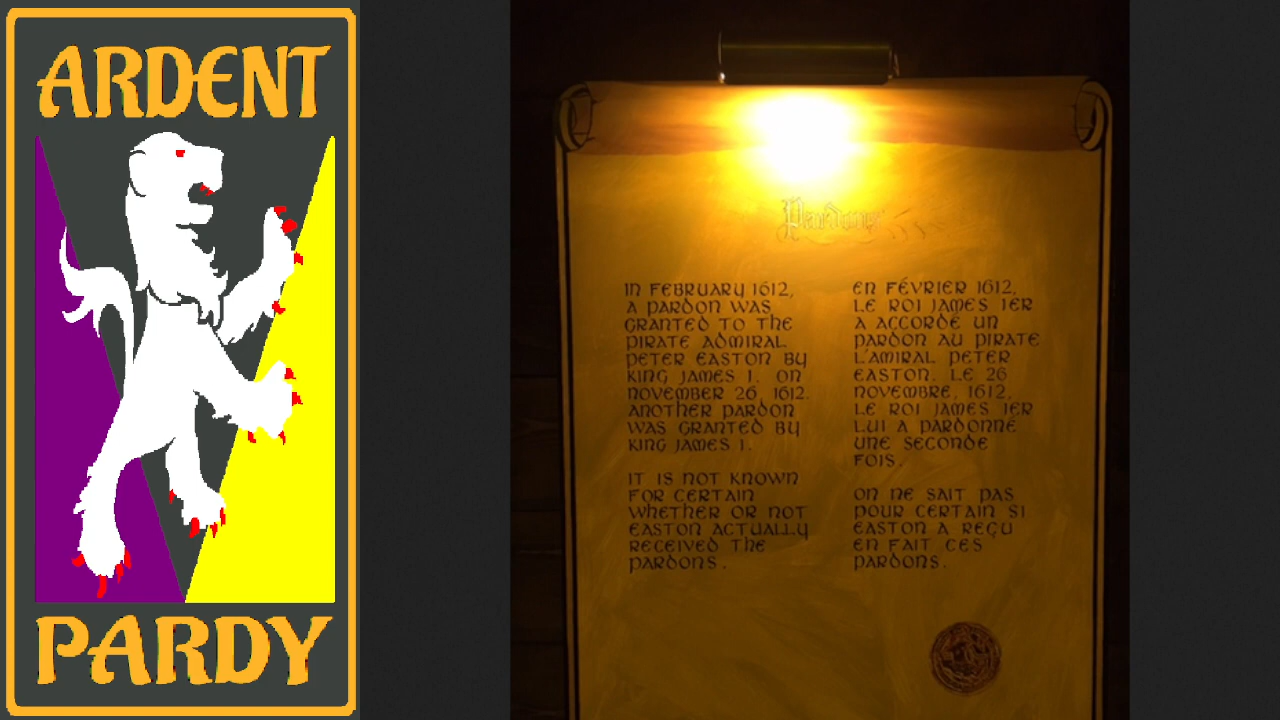 ARDENT
PARDY
Pardons
IN FEBRUARY 1612,
A PARDON WAS
GRANTED TO THE
PIRATE ADMIRAL
PETER EASTON BY
KING JAMES I. ON
NOVEMBER 26, 1612.
ANOTHER PARDON
WAS GRANTED BY
KING JAMES I.
IT IS NOT KNOWN
FOR CERTAIN
WHETHER OR NOT
EASTON ACTUALLY
RECEIVED THE
PARDONS.
EN FÉVRIER 1612,
LE ROI JAMES 1ER
A ACCORDÉ UN
PARDON AU PIRATE
L'AMIRAL PETER
EASTON. LE 26
NOVEMBRE, 1612,
LE ROI JAMES 1ER
LUI A PARDONNÉ
UNE SECONDE
FOIS.
ON NE SAIT PAS
POUR CERTAIN SI
EASTON A REÇU
EN FAIT CES
PARDONS.